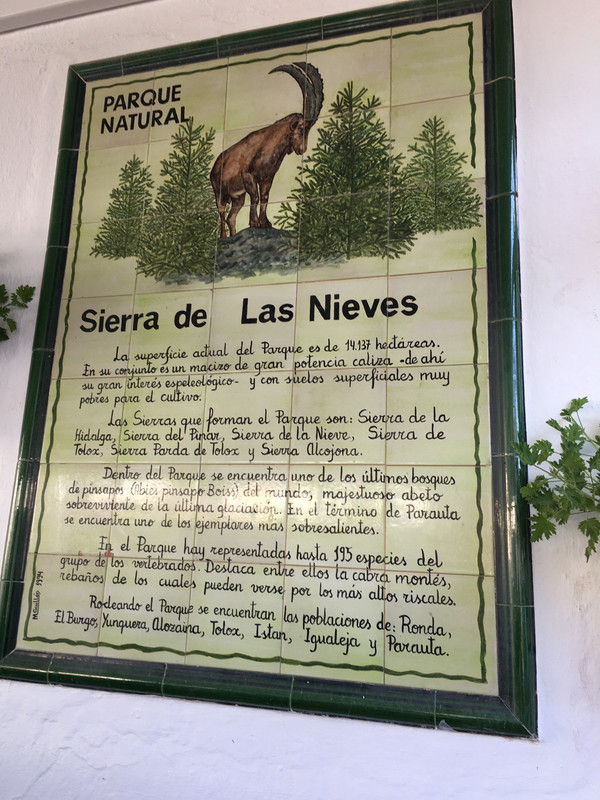 PARQUE
NATURAL
Sierra de Las Nieves
La superficie actual del Parque es de 14.137 hectáreas.
En su conjunto es un macizo de gran potencia caliza -de ahí
su gran interés espeleológico- y con suelos superficiales muy
pobres para el cultivo.
Las Sierras que forman el Parque son: Sierra de la
Hidalga, Sierra del Pinar, Sierra de la Nieve, Sierra de
Tolox, Sierra Parda de Tolox y Sierra Alcojona.
Dentro del Parque se encuentra uno de los últimos bosques
de pinsapos (Abies pinsapo Boiss) del mundo, majestuoso abeto
sobreviviente de la última glaciación. En el término de Parauta
se encuentra uno de los ejemplares más sobresalientes.
En el Parque hay representadas hasta 195 especies del
grupo de los vertebrados. Destaca entre ellos la cabra montés,
rebaños de los cuales pueden verse por los más altos riscales.
Rodeando el Parque se encuentran las poblaciones de: Ronda,
El Burgo, Yunquera, Alozaina, Tolox, Istan, Igualeja y Parauta.